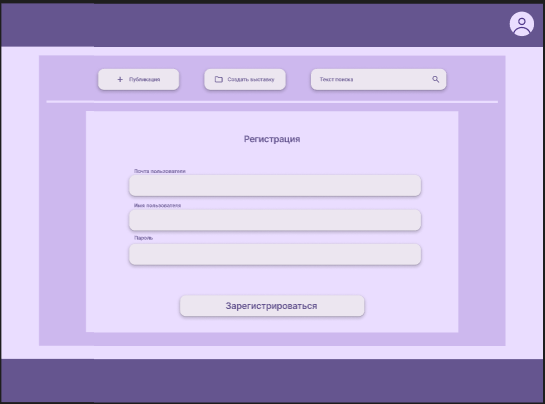 Публикация
Создать выставку
Текст поиска
Регистрация
Почта пользователя
Имя пользователя
Пароль
Зарегистрироваться